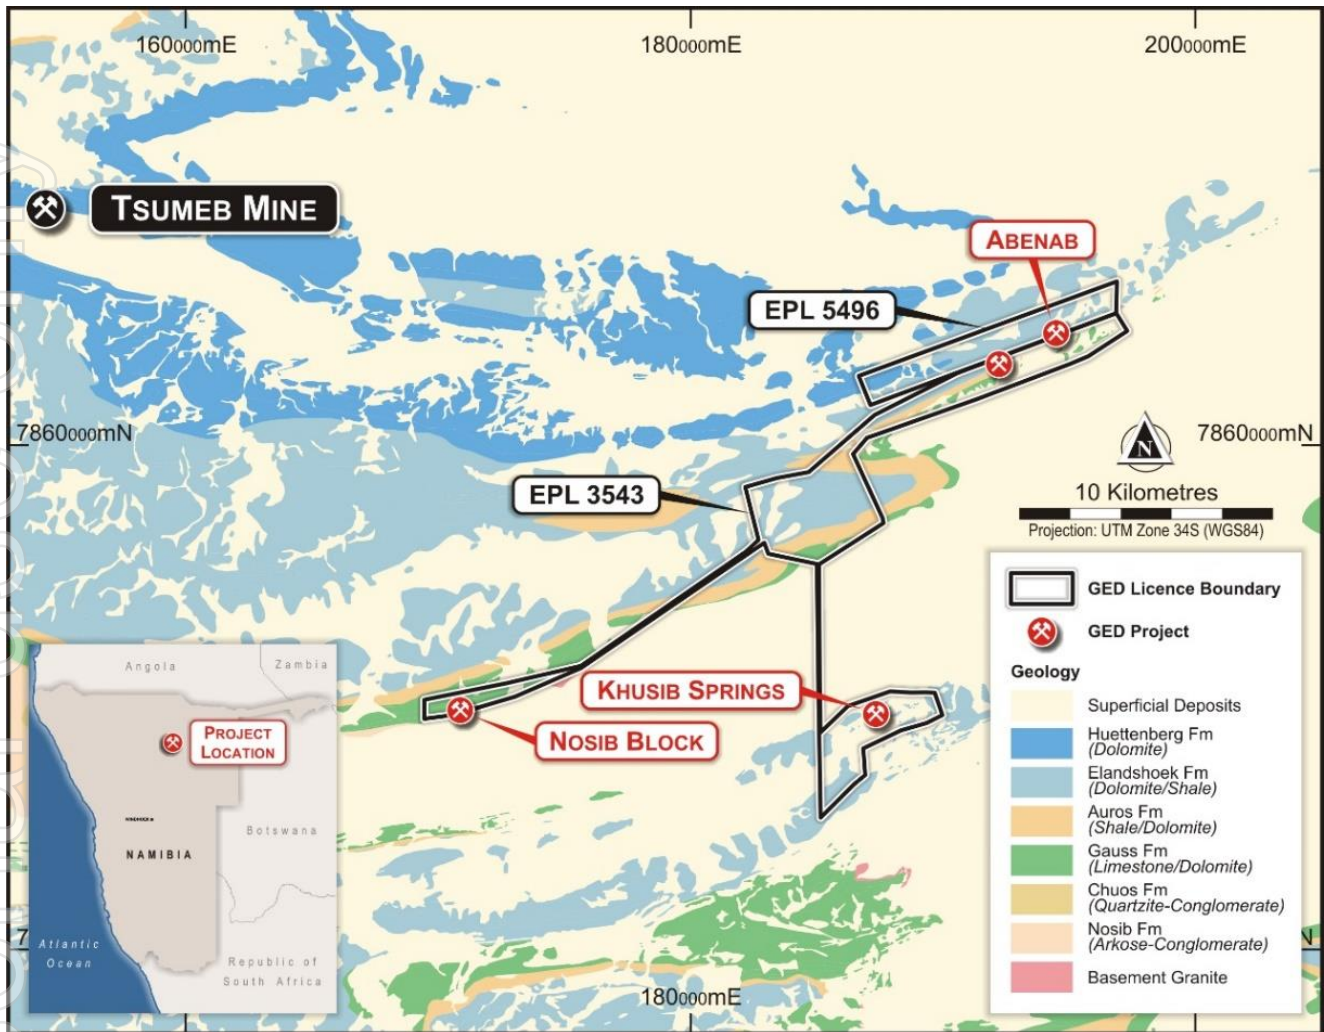 160000mE
180000mE
200000mE
TSUMEB MINE
ABENAB
EPL 5496
7860000mN
7860000mN
N
EPL 3543
10 Kilometres
Projection: UTM Zone 34S (WGS84)
GED Licence Boundary
GED Project
Geology
Superficial Deposits
Huettenberg Fm
(Dolomite)
Elandshoek Fm
(Dolomite/Shale)
Auros Fm
(Shale/Dolomite)
Gauss Fm
(Limestone/Dolomite)
Chuos Fm
(Quartzite-Conglomerate)
Nosib Fm
(Arkose-Conglomerate)
Basement Granite
KHUSIB SPRINGS
NOSIB BLOCK
Angola
Zambia
PROJECT
LOCATION
NAMIBIA
Botswana
Atlantic
Ocean
Republic of
South Africa
180000mE
7
N